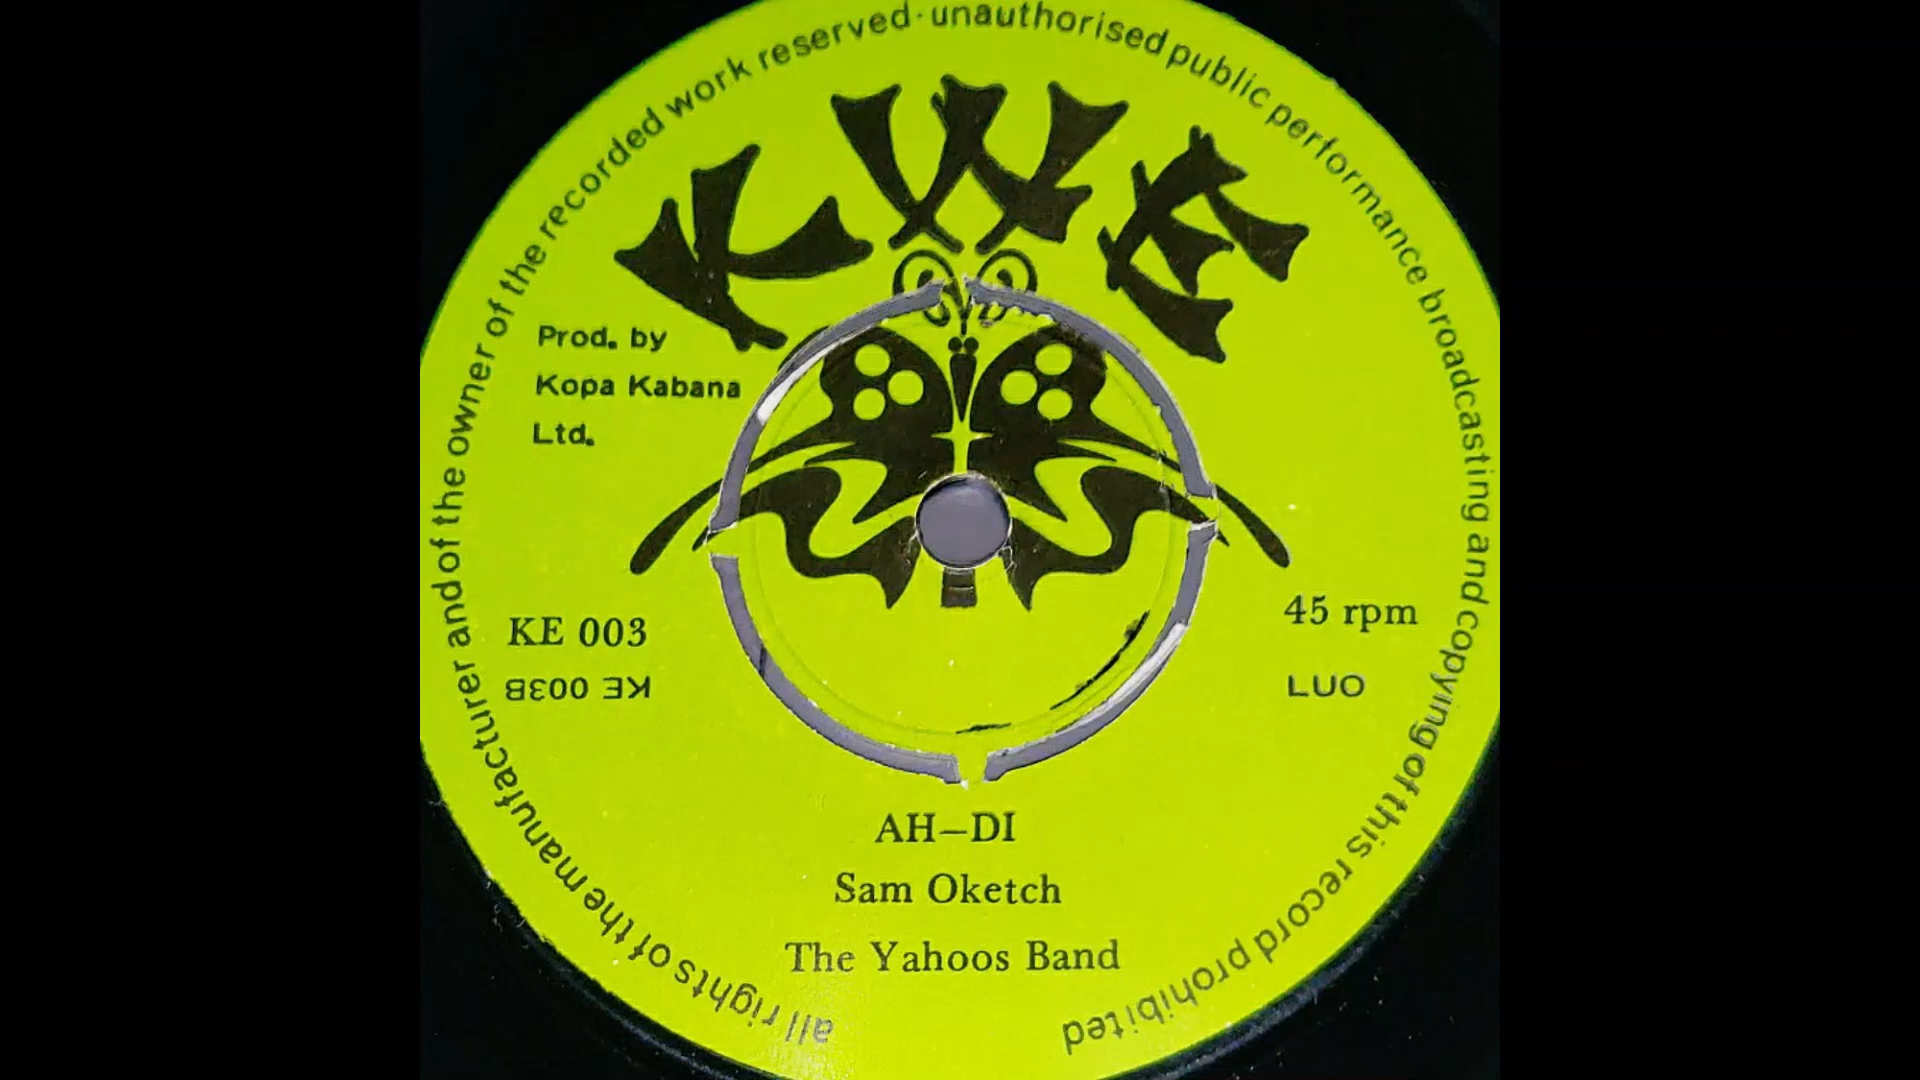 all rights of the manufacturer and of the owner of the recorded work reserved · unauthorised public performance broadcasting and copying of this record prohibited
KWE
Prod. by
Kopa Kabana
Ltd.
KE 003
KE 003B
45 rpm
LUO
AH–DI
Sam Oketch
The Yahoos Band